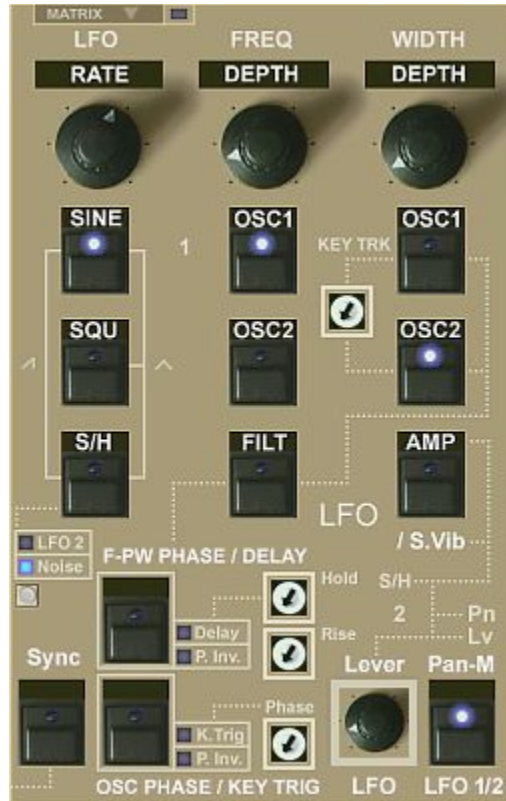 MATRIX
LFO FREQ WIDTH
RATE DEPTH DEPTH
SINE OSC1 OSC1
1 KEY TRK
SQU OSC2 OSC2
S/H FILT AMP
LFO
LFO 2 / S.Vib
Noise F-PW PHASE / DELAY
Hold S/H
2 Pn
Delay Rise Lv
Sync P. Inv. Lever Pan-M
Phase
K.Trig
P. Inv.
OSC PHASE / KEY TRIG LFO LFO 1/2